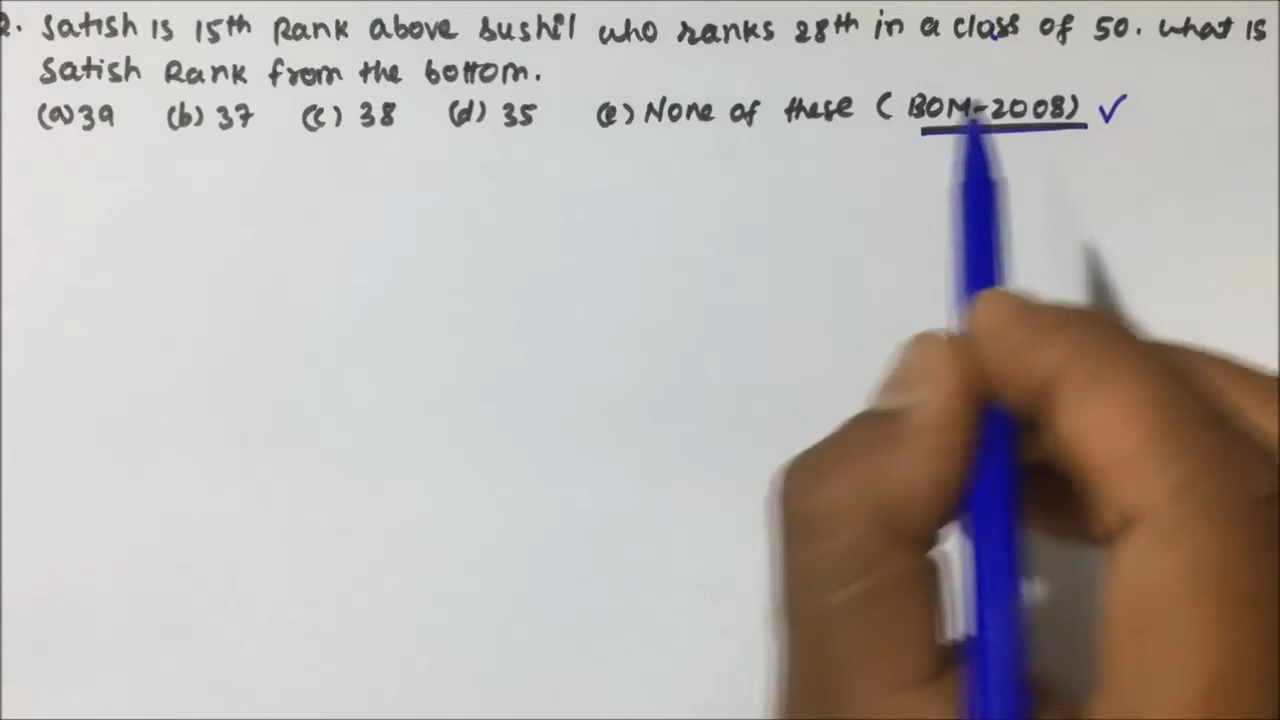 2. Satish is 15th Rank above Sushil who ranks 28th in a class of 50. What is
Satish Rank from the bottom.
(a) 39 (b) 37 (c) 38 (d) 35 (e) None of these (BOM-2008) ✓